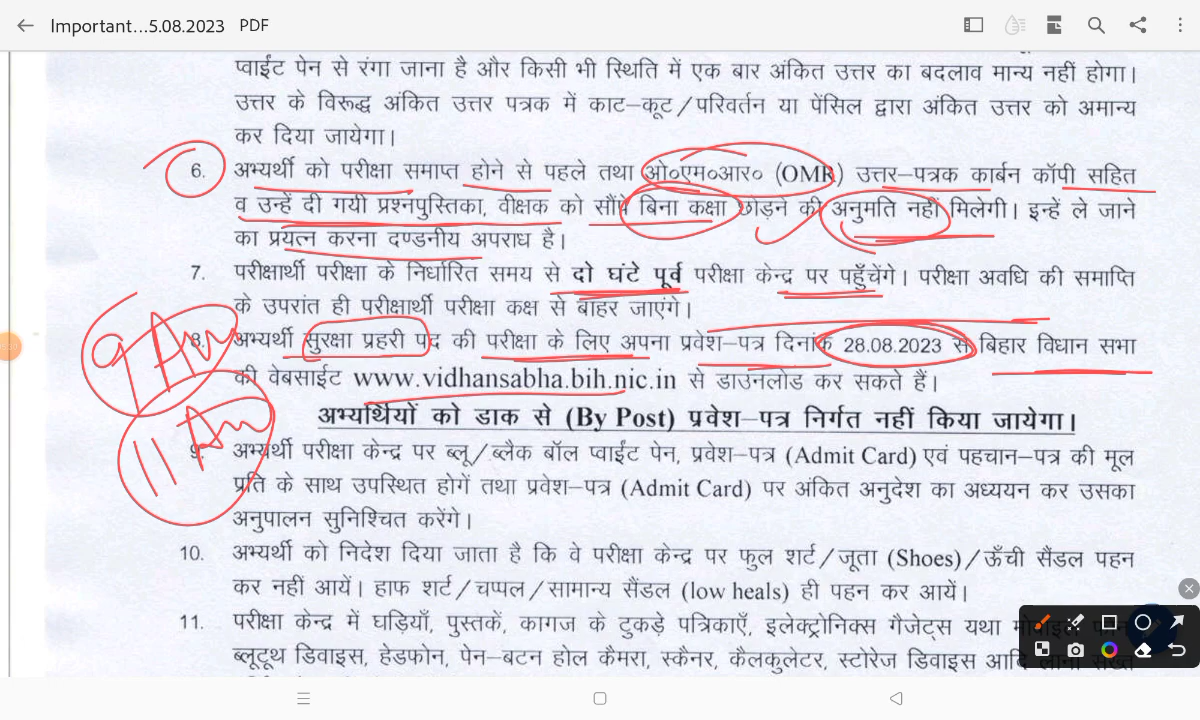 Important...5.08.2023 PDF
प्वाईंट पेन से रंगा जाना है और किसी भी स्थिति में एक बार अंकित उत्तर का बदलाव मान्य नहीं होगा।
उत्तर के विरूद्ध अंकित उत्तर पत्रक में काट–कूट/परिवर्तन या पेंसिल द्वारा अंकित उत्तर को अमान्य
कर दिया जायेगा।
6. अभ्यर्थी को परीक्षा समाप्त होने से पहले तथा ओ०एम०आर० (OMR) उत्तर–पत्रक कार्बन कॉपी सहित
व उन्हें दी गयी प्रश्नपुस्तिका, वीक्षक को सौंपे बिना कक्षा छोड़ने की अनुमति नहीं मिलेगी। इन्हें ले जाने
का प्रयत्न करना दण्डनीय अपराध है।
7. परीक्षार्थी परीक्षा के निर्धारित समय से दो घंटे पूर्व परीक्षा केन्द्र पर पहुँचेंगे। परीक्षा अवधि की समाप्ति
के उपरांत ही परीक्षार्थी परीक्षा कक्ष से बाहर जाएंगे।
9 AM
8. अभ्यर्थी सुरक्षा प्रहरी पद की परीक्षा के लिए अपना प्रवेश–पत्र दिनांक 28.08.2023 से बिहार विधान सभा
की वेबसाईट www.vidhansabha.bih.nic.in से डाउनलोड कर सकते हैं।
अभ्यर्थियों को डाक से (By Post) प्रवेश–पत्र निर्गत नहीं किया जायेगा।
11 AM
9. अभ्यर्थी परीक्षा केन्द्र पर ब्लू/ब्लैक बॉल प्वाईंट पेन, प्रवेश–पत्र (Admit Card) एवं पहचान–पत्र की मूल
प्रति के साथ उपस्थित होगें तथा प्रवेश–पत्र (Admit Card) पर अंकित अनुदेश का अध्ययन कर उसका
अनुपालन सुनिश्चित करेंगे।
10. अभ्यर्थी को निदेश दिया जाता है कि वे परीक्षा केन्द्र पर फुल शर्ट/जूता (Shoes)/ऊँची सैंडल पहन
कर नहीं आयें। हाफ शर्ट/चप्पल/सामान्य सैंडल (low heals) ही पहन कर आयें।
11. परीक्षा केन्द्र में घड़ियाँ, पुस्तकें, कागज के टुकड़े पत्रिकाएँ, इलेक्ट्रोनिक्स गैजेट्स यथा मोबाइल फोन
ब्लूटूथ डिवाइस, हेडफोन, पेन–बटन होल कैमरा, स्कैनर, कैलकुलेटर, स्टोरेज डिवाइस आदि लाना सख्त